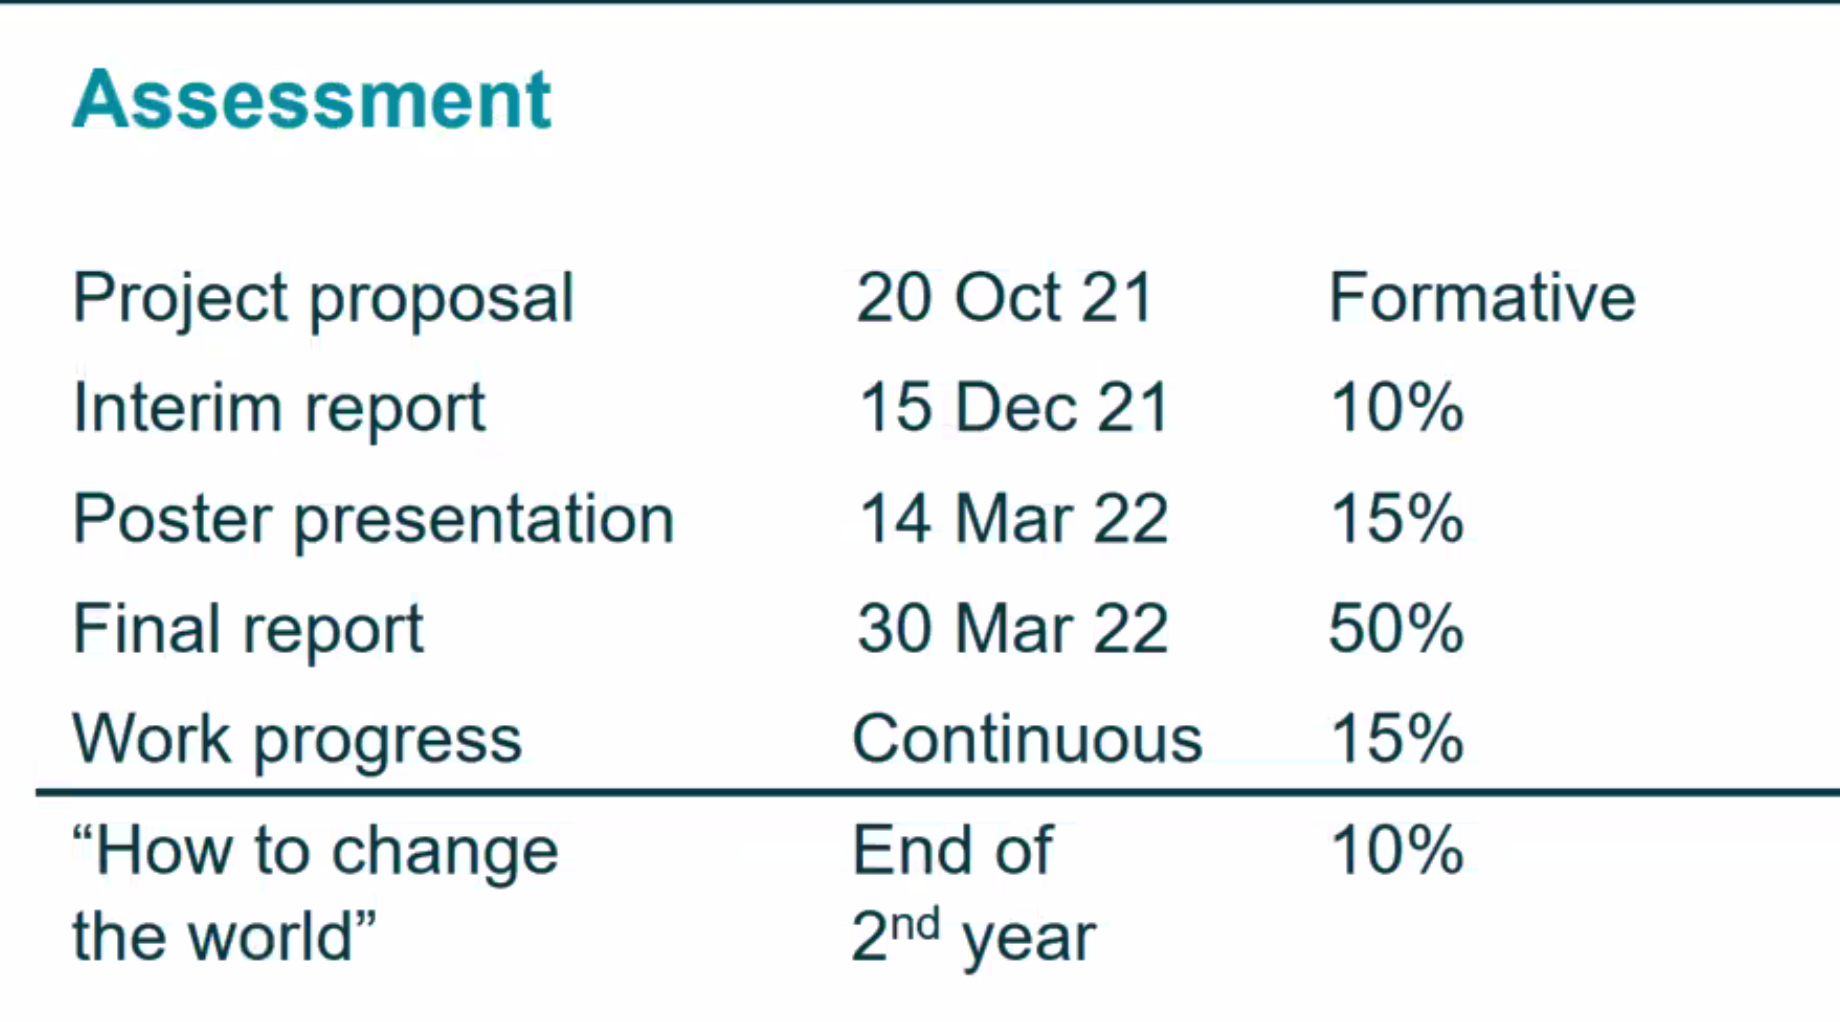 Assessment
Project proposal 20 Oct 21 Formative
Interim report 15 Dec 21 10%
Poster presentation 14 Mar 22 15%
Final report 30 Mar 22 50%
Work progress Continuous 15%
“How to change End of 10%
the world” 2nd year